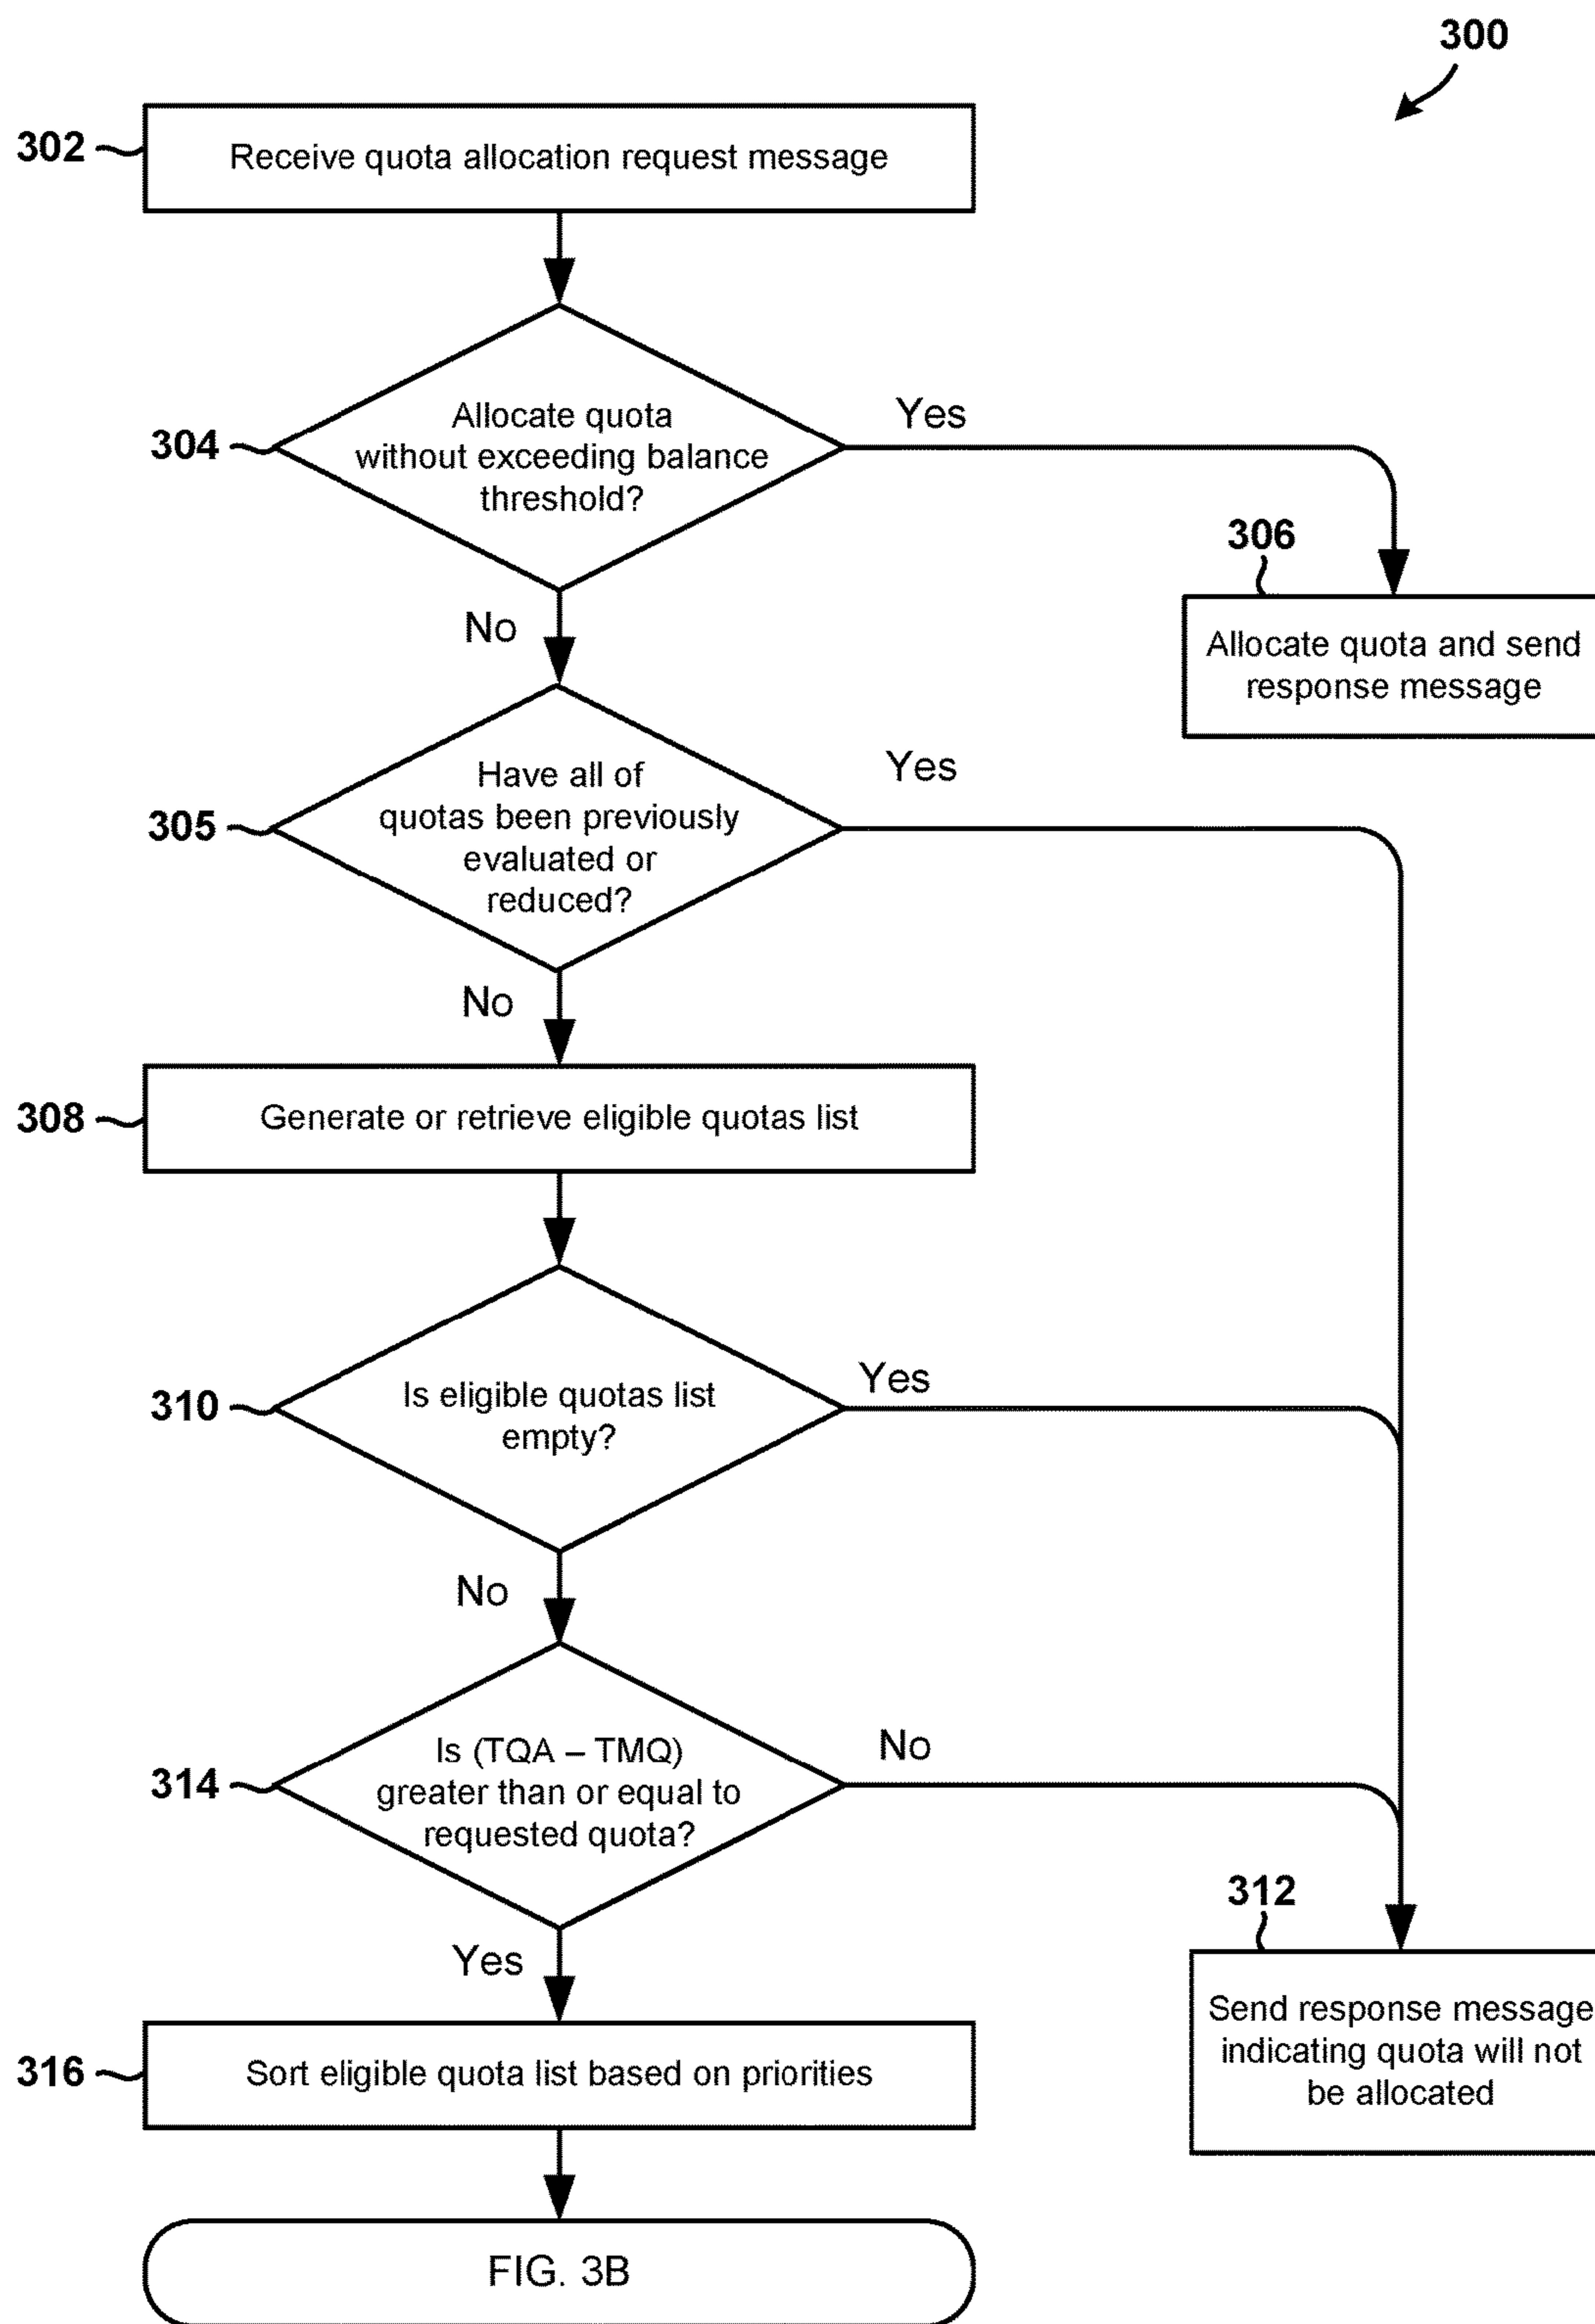 300
302
Receive quota allocation request message
304
Allocate quota
without exceeding balance
threshold?
Yes
No
306
Allocate quota and send
response message
305
Have all of
quotas been previously
evaluated or
reduced?
Yes
No
308
Generate or retrieve eligible quotas list
310
Is eligible quotas list
empty?
Yes
No
314
Is (TQA – TMQ)
greater than or equal to
requested quota?
No
Yes
312
Send response message
indicating quota will not
be allocated
316
Sort eligible quota list based on priorities
FIG. 3B